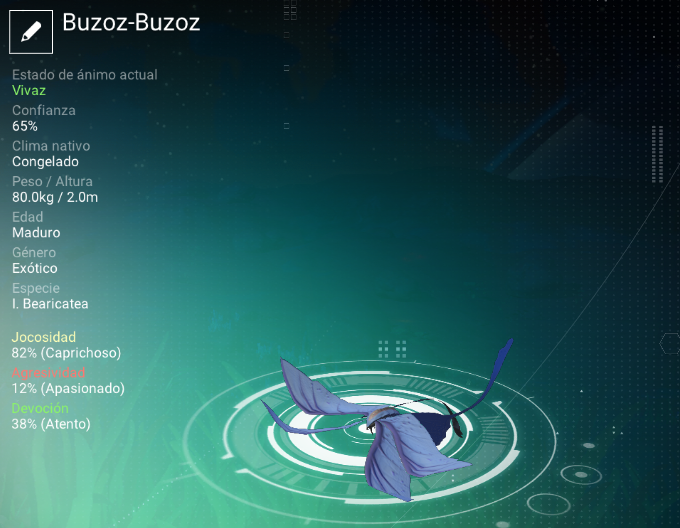 Buzoz-Buzoz
Estado de ánimo actual
Vivaz
Confianza
65%
Clima nativo
Congelado
Peso / Altura
80.0kg / 2.0m
Edad
Maduro
Género
Exótico
Especie
I. Bearicatea
Jocosidad
82% (Caprichoso)
Agresividad
12% (Apasionado)
Devoción
38% (Atento)